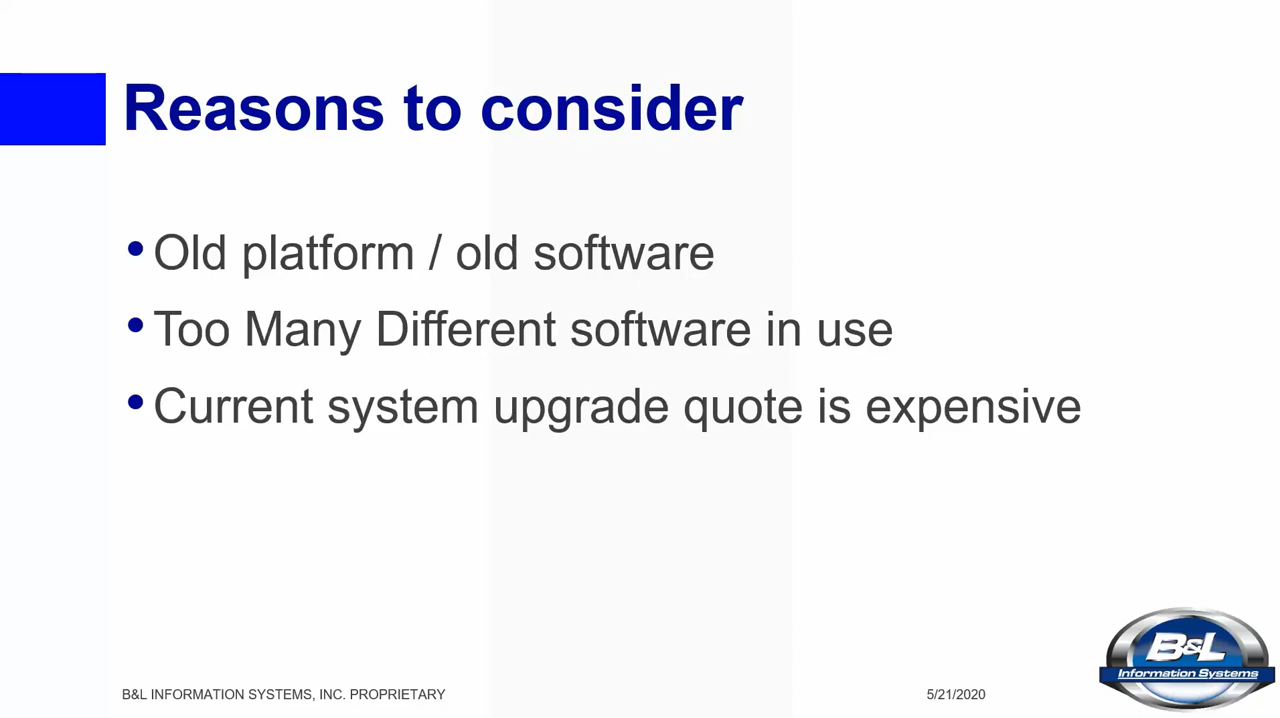 Reasons to consider
• Old platform / old software
• Too Many Different software in use
• Current system upgrade quote is expensive
B&L INFORMATION SYSTEMS, INC. PROPRIETARY
5/21/2020
B&L
Information Systems